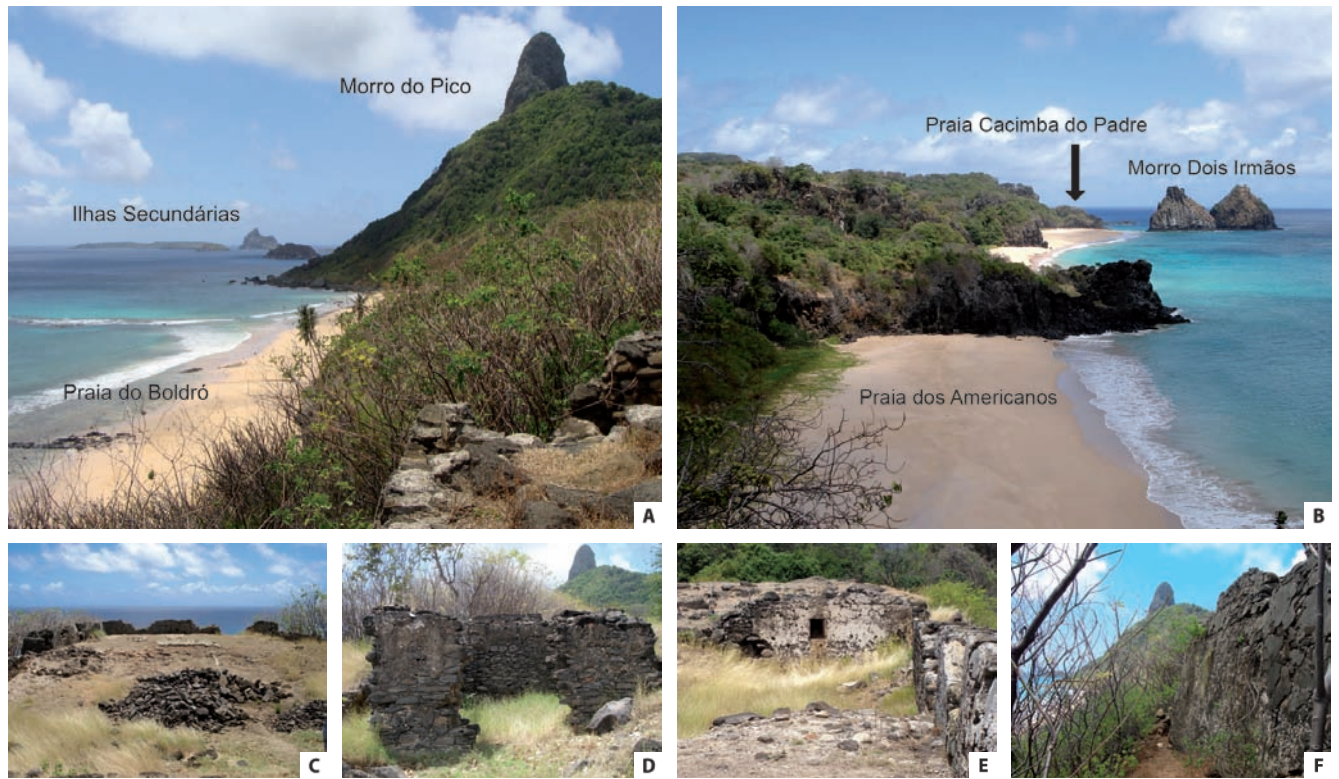 Morro do Pico
Ilhas Secundárias
Praia do Boldró
A
Praia Cacimba do Padre
Morro Dois Irmãos
Praia dos Americanos
B
C
D
E
F